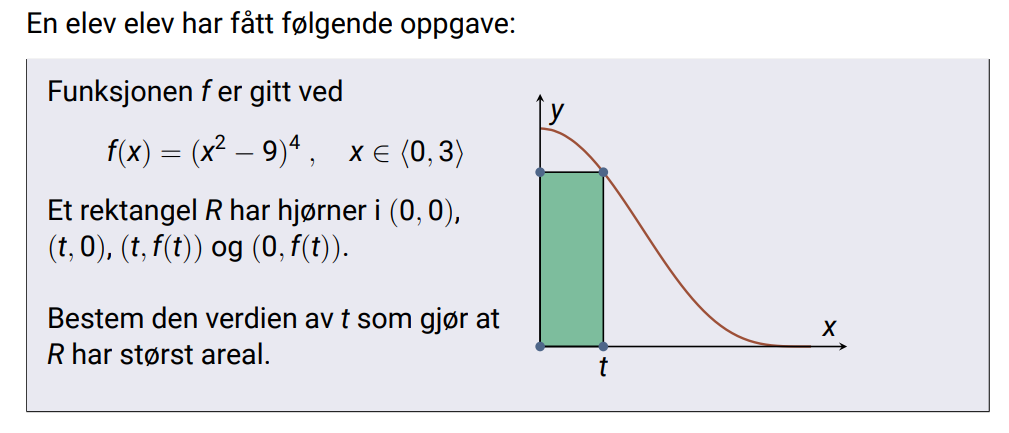 En elev elev har fått følgende oppgave:
Funksjonen f er gitt ved
f(x) = (x² − 9)⁴ ,   x ∈ ⟨0, 3⟩
Et rektangel R har hjørner i (0, 0),
(t, 0), (t, f(t)) og (0, f(t)).
Bestem den verdien av t som gjør at
R har størst areal.
y
x
t